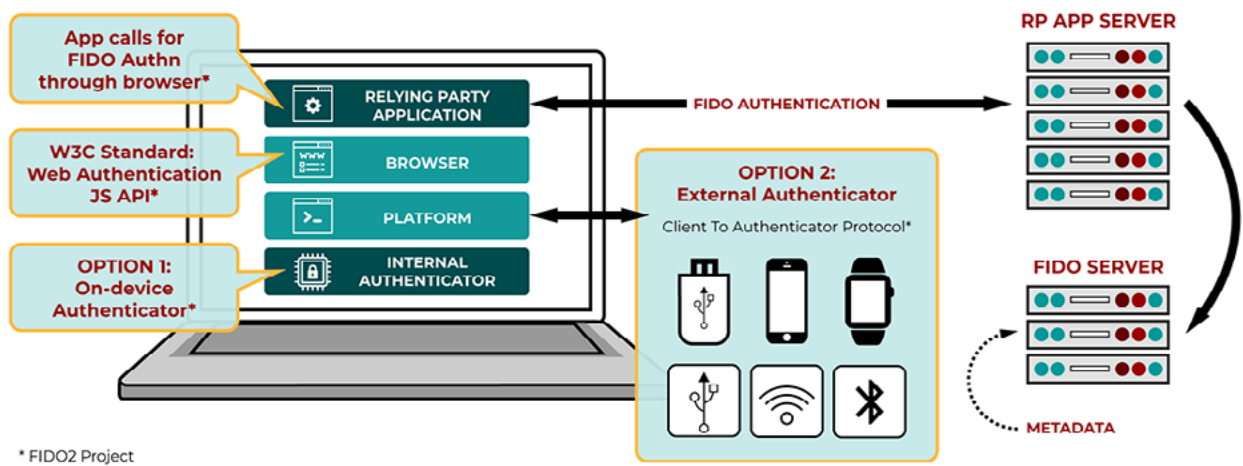 App calls for
FIDO Authn
through browser*
W3C Standard:
Web Authentication
JS API*
OPTION 1:
On-device
Authenticator*
RELYING PARTY
APPLICATION
WWW
BROWSER
PLATFORM
INTERNAL
AUTHENTICATOR
FIDO AUTHENTICATION
OPTION 2:
External Authenticator
Client To Authenticator Protocol*
RP APP SERVER
FIDO SERVER
METADATA
* FIDO2 Project